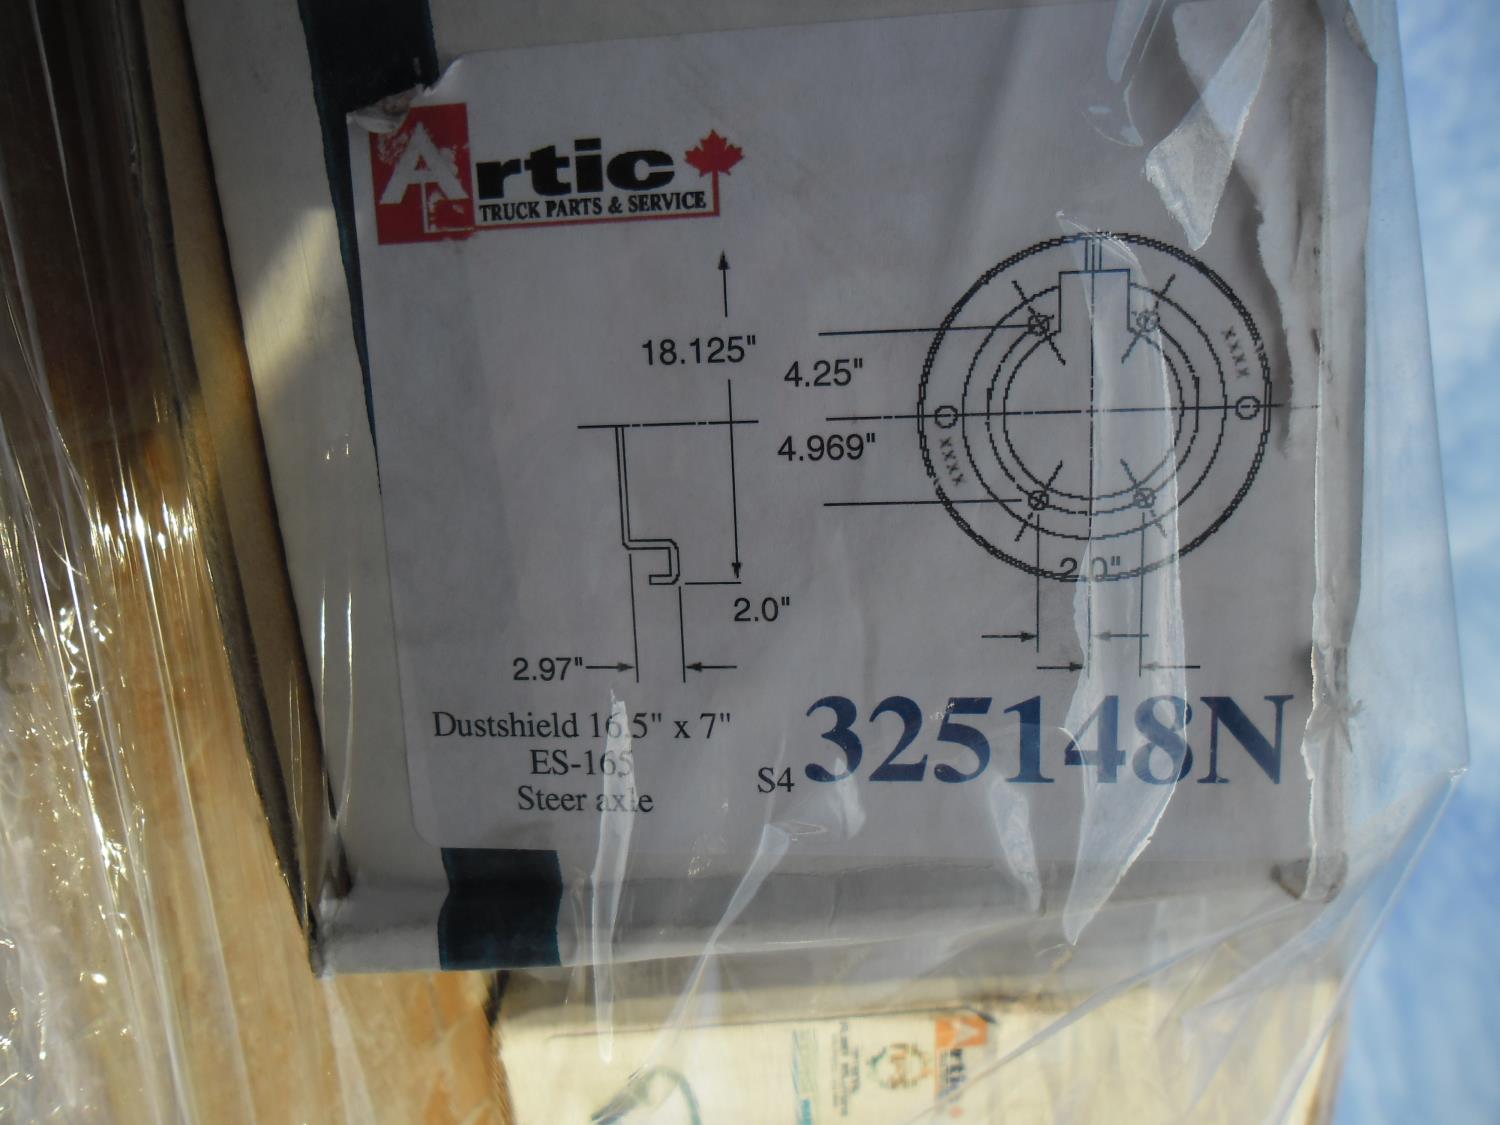 Artic
TRUCK PARTS & SERVICE
18.125"
4.25"
XXXX
4.969"
XXXX
2.0"
2.0"
2.97"
Dustshield 16.5" x 7"
ES-165
Steer axle
S4 325148N
Artic